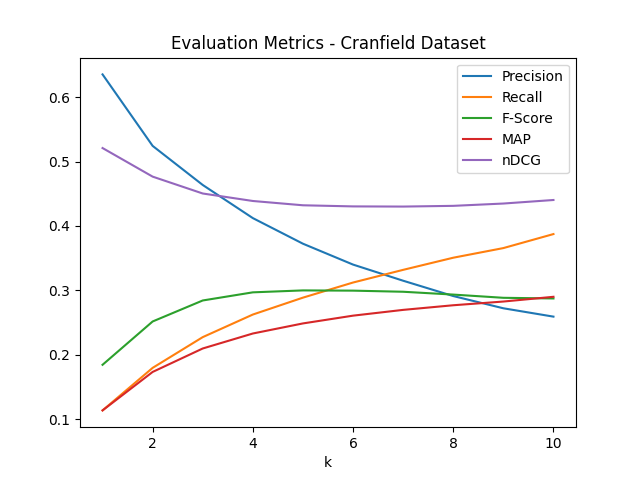 Evaluation Metrics - Cranfield Dataset
Precision
Recall
F-Score
MAP
nDCG
0.6
0.5
0.4
0.3
0.2
0.1
2 4 6 8 10
k